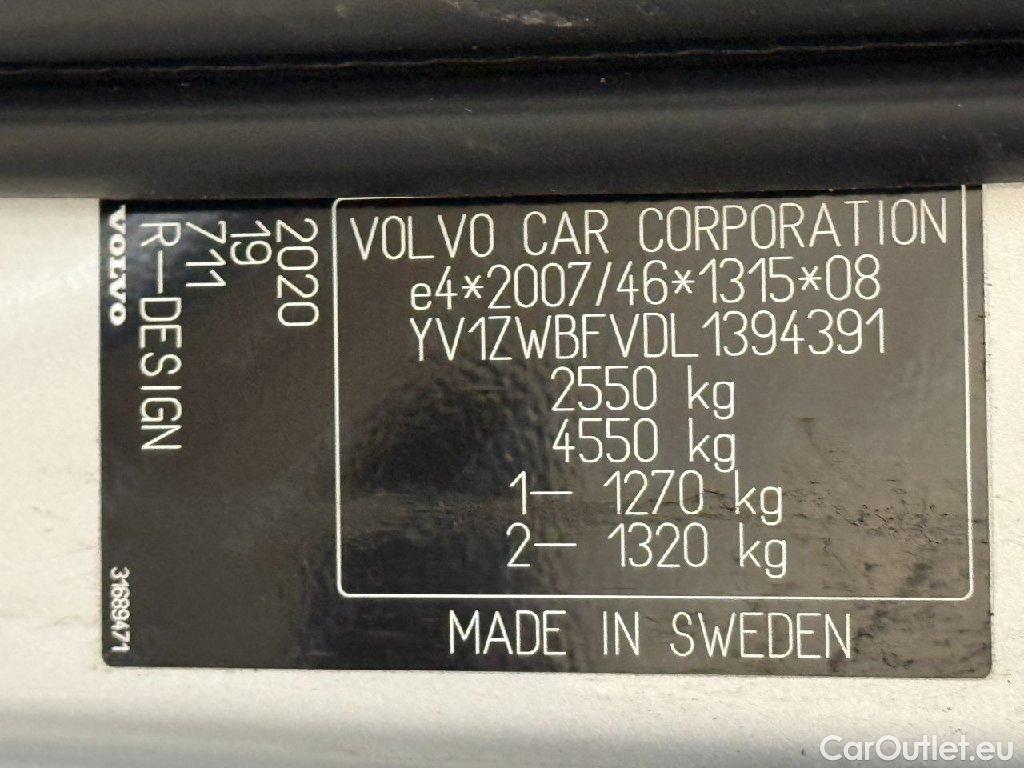 VOLVO
R-DESIGN
711
19
2020
31689471
VOLVO CAR CORPORATION
e4*2007/46*1315*08
YV1ZWBFVDL1394391
2550 kg
4550 kg
1— 1270 kg
2— 1320 kg
MADE IN SWEDEN
CarOutlet.eu